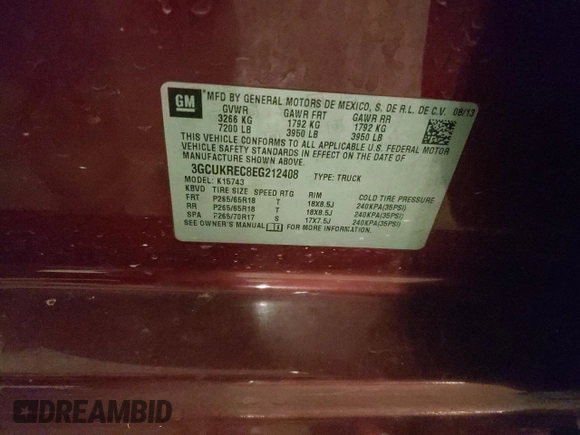 GM
*MFD BY GENERAL MOTORS DE MEXICO, S. DE R.L. DE C.V. 08/13
GVWR GAWR FRT GAWR RR
3266 KG 1792 KG 1792 KG
7200 LB 3950 LB 3950 LB
THIS VEHICLE CONFORMS TO ALL APPLICABLE U.S. FEDERAL MOTOR
VEHICLE SAFETY STANDARDS IN EFFECT ON THE DATE OF
MANUFACTURE SHOWN ABOVE.
3GCUKREC8EG212408 TYPE: TRUCK
MODEL: K15743
KBVD TIRE SIZE SPEED RTG RIM COLD TIRE PRESSURE
FRT P265/65R18 T 18X8.5J 240KPA(35PSI)
RR P265/65R18 T 18X8.5J 240KPA(35PSI)
SPA P265/70R17 S 17X7.5J 240KPA(35PSI)
SEE OWNER'S MANUAL FOR MORE INFORMATION.
DREAMBID